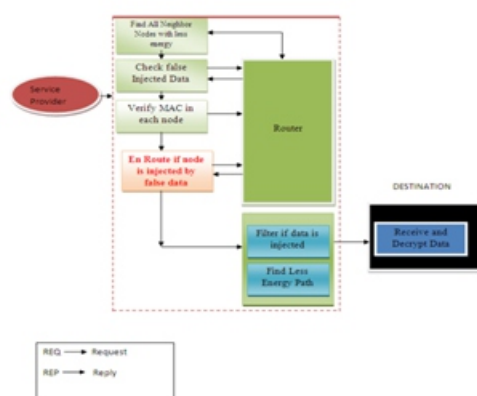 Find All Neighbor
Nodes with less
energy
Check false
Injected Data
Service
Provider
Verify MAC in
each node
Router
En Route if node
is injected by
false data
DESTINATION
Filter if data is
injected
Receive and
Decrypt Data
Find Less
Energy Path
REQ Request
REP Reply